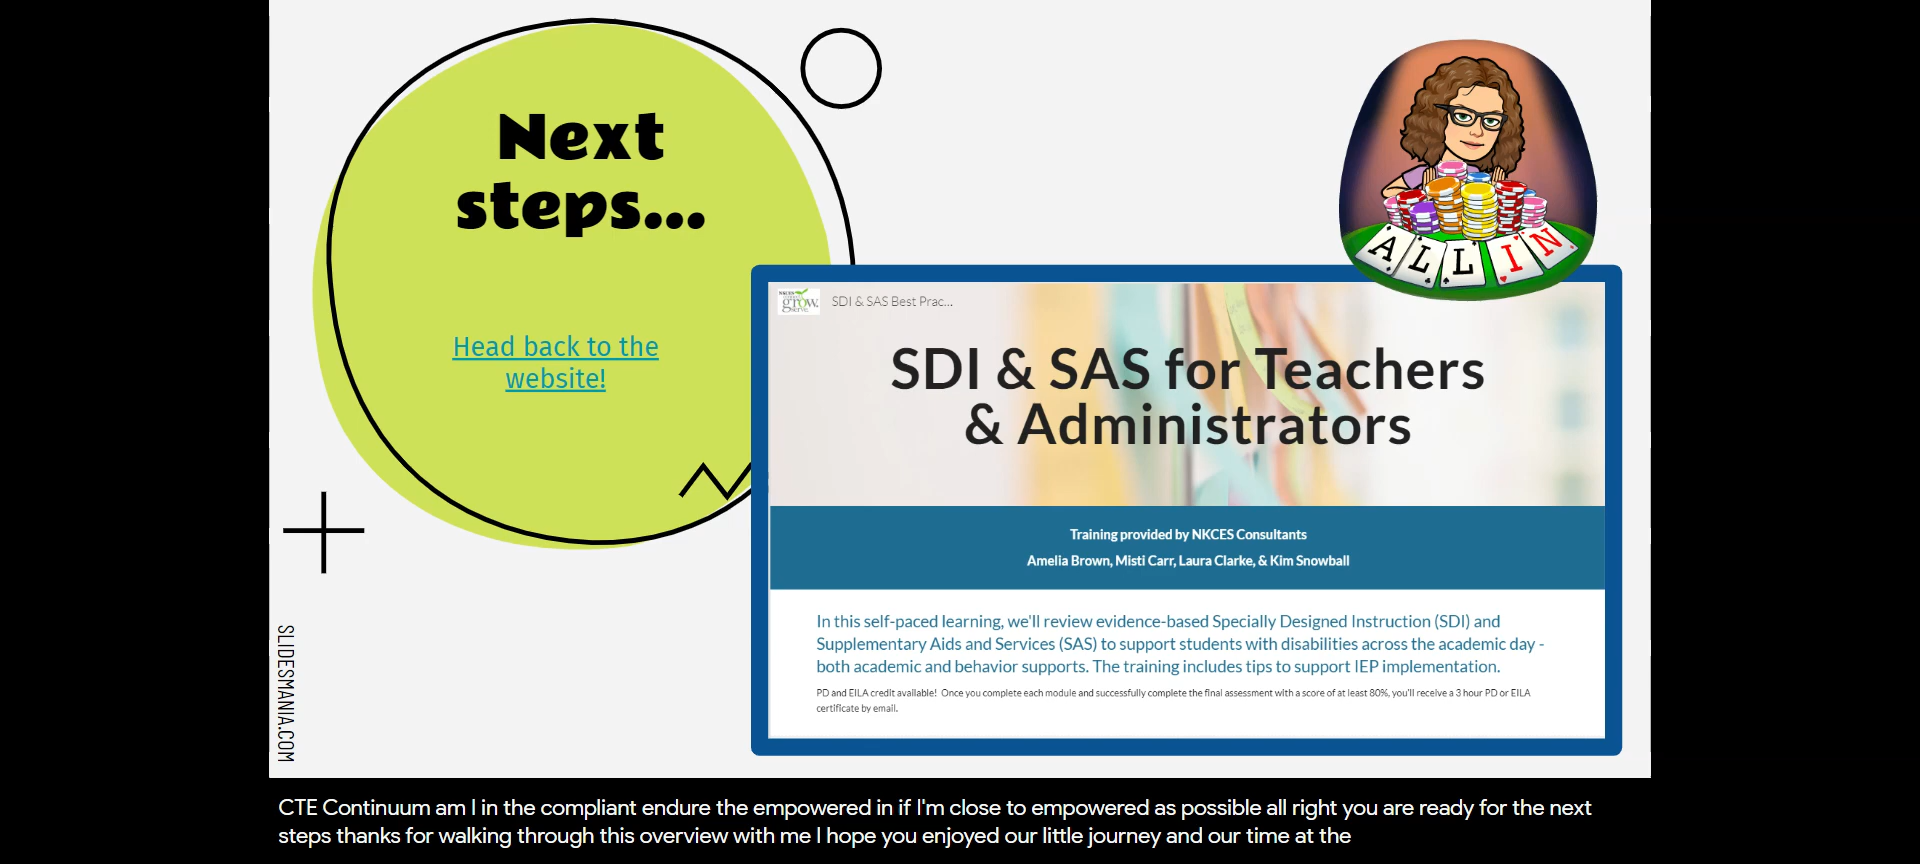 Next
steps...
Head back to the
website!
ALL IN
NKCES
grow.
serve.
SDI & SAS Best Prac...
SDI & SAS for Teachers
& Administrators
Training provided by NKCES Consultants
Amelia Brown, Misti Carr, Laura Clarke, & Kim Snowball
In this self-paced learning, we'll review evidence-based Specially Designed Instruction (SDI) and
Supplementary Aids and Services (SAS) to support students with disabilities across the academic day -
both academic and behavior supports. The training includes tips to support IEP implementation.
PD and EILA credit available! Once you complete each module and successfully complete the final assessment with a score of at least 80%, you'll receive a 3 hour PD or EILA
certificate by email.
SLIDESMANIA.COM
CTE Continuum am I in the compliant endure the empowered in if I'm close to empowered as possible all right you are ready for the next
steps thanks for walking through this overview with me I hope you enjoyed our little journey and our time at the